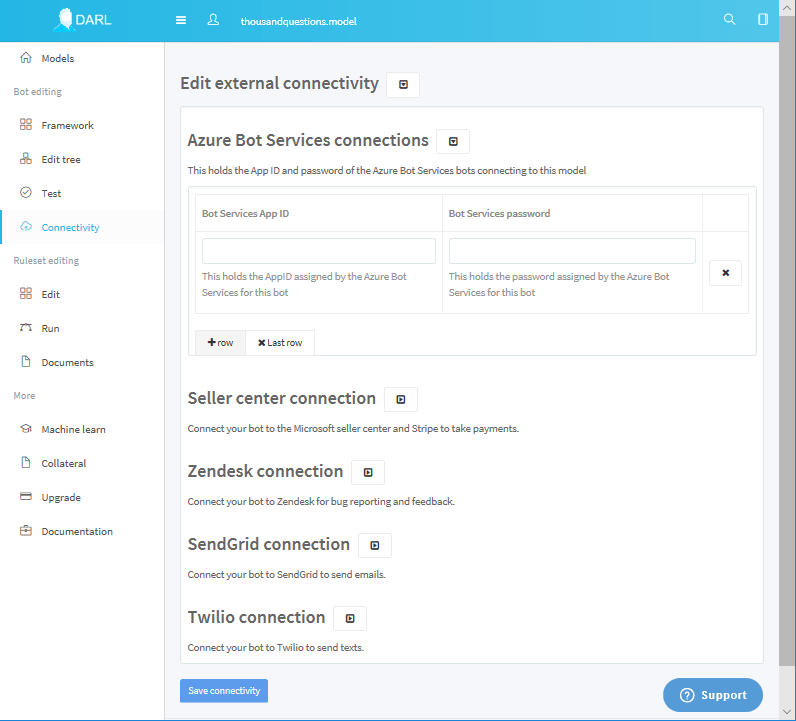 DARL
thousandquestions.model
Models
Bot editing
Framework
Edit tree
Test
Connectivity
Ruleset editing
Edit
Run
Documents
More
Machine learn
Collateral
Upgrade
Documentation
Edit external connectivity
Azure Bot Services connections
This holds the App ID and password of the Azure Bot Services bots connecting to this model
Bot Services App ID
Bot Services password
This holds the AppID assigned by the Azure Bot
Services for this bot
This holds the password assigned by the Azure Bot
Services for this bot
row
Last row
Seller center connection
Connect your bot to the Microsoft seller center and Stripe to take payments.
Zendesk connection
Connect your bot to Zendesk for bug reporting and feedback.
SendGrid connection
Connect your bot to SendGrid to send emails.
Twilio connection
Connect your bot to Twilio to send texts.
Save connectivity
Support